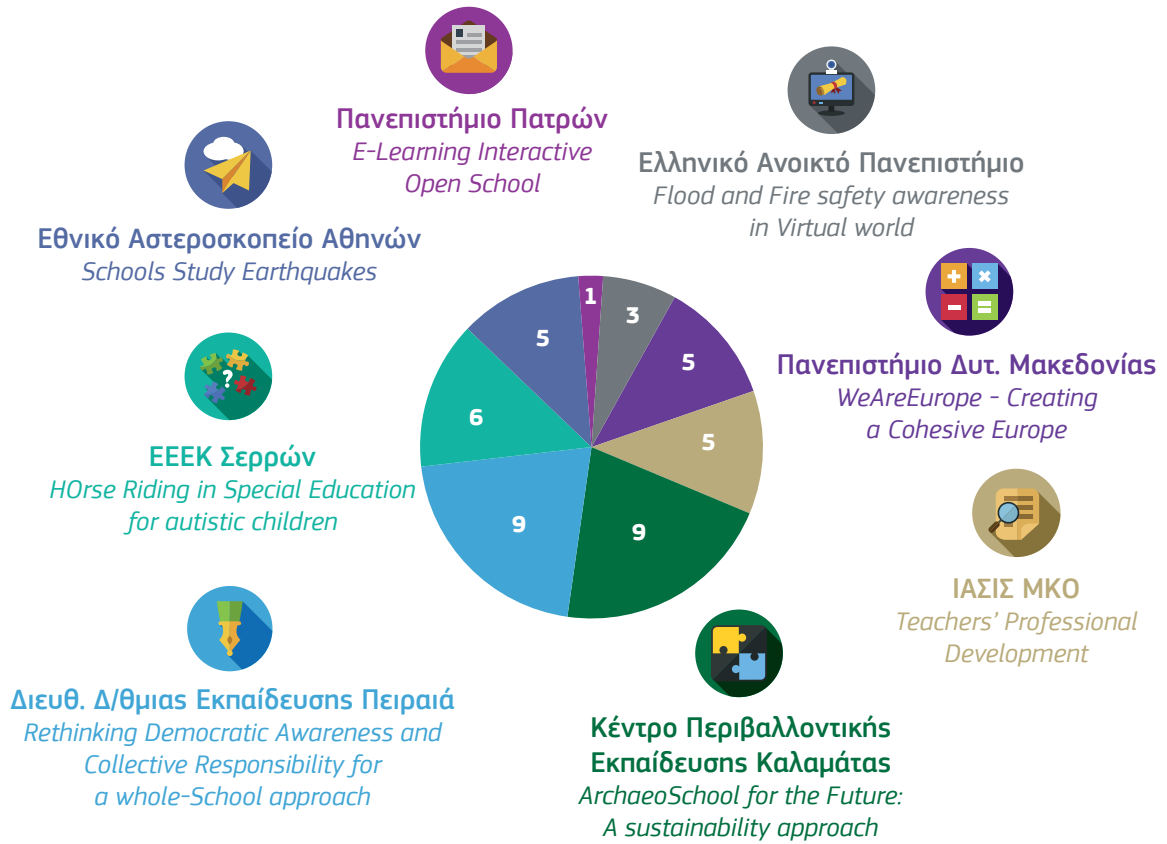 Πανεπιστήμιο Πατρών
E-Learning Interactive
Open School
Ελληνικό Ανοικτό Πανεπιστήμιο
Flood and Fire safety awareness
in Virtual world
Εθνικό Αστεροσκοπείο Αθηνών
Schools Study Earthquakes
1
3
5
5
5
6
9
9
Πανεπιστήμιο Δυτ. Μακεδονίας
WeAreEurope - Creating
a Cohesive Europe
?
ΕΕΕΚ Σερρών
HOrse Riding in Special Education
for autistic children
ΙΑΣΙΣ ΜΚΟ
Teachers' Professional
Development
Διευθ. Δ/θμιας Εκπαίδευσης Πειραιά
Rethinking Democratic Awareness and
Collective Responsibility for
a whole-School approach
Κέντρο Περιβαλλοντικής
Εκπαίδευσης Καλαμάτας
ArchaeoSchool for the Future:
A sustainability approach